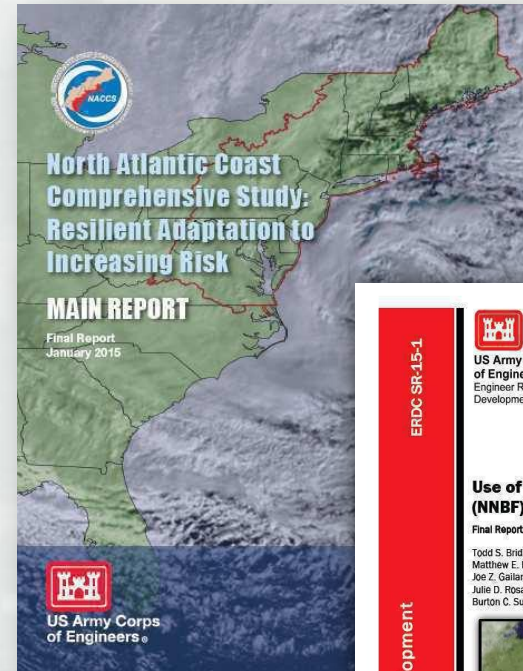 NACCS
North Atlantic Coast
Comprehensive Study:
Resilient Adaptation to
Increasing Risk
MAIN REPORT
Final Report
January 2015
US Army Corps
of Engineers®
ERDC SR-15-1
US Army
of Engine
Engineer R
Developme
Use of
(NNBF)
Final Report
Todd S. Brid
Matthew E.
Joe Z. Gailar
Julie D. Rosa
Burton C. Su
opment